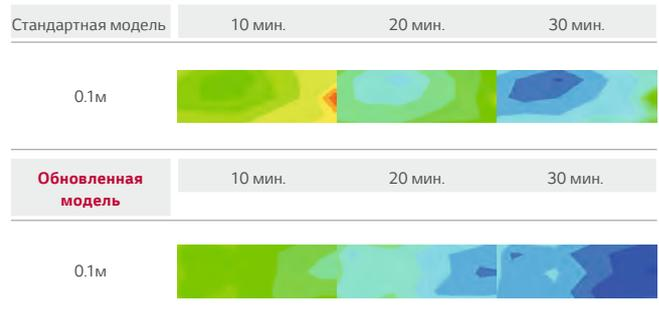 Стандартная модель 10 мин. 20 мин. 30 мин.
0.1м
Обновленная 10 мин. 20 мин. 30 мин.
модель
0.1м